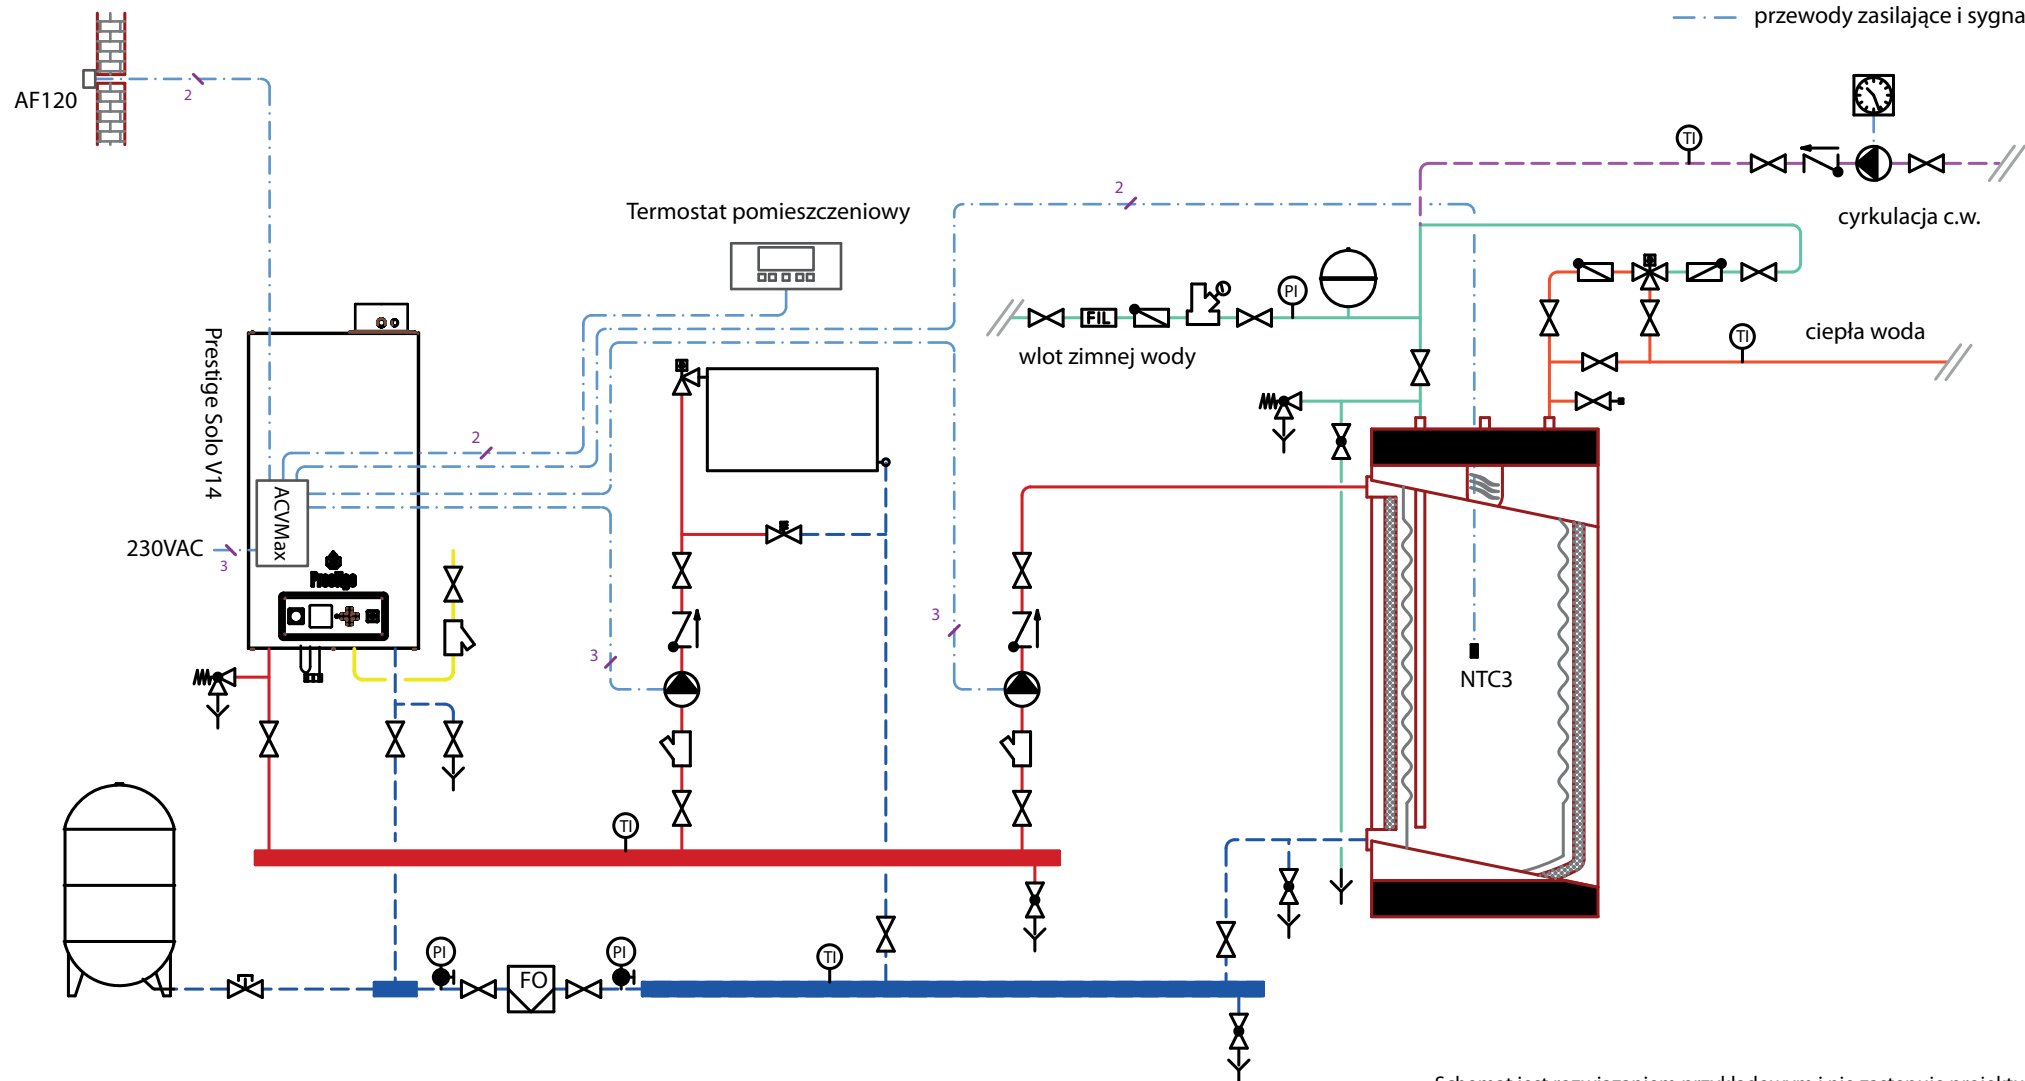 przewody zasilające i sygna
AF120
2
TI
2
Termostat pomieszczeniowy
cyrkulacja c.w.
PI
FIL
wlot zimnej wody
TI
ciepła woda
Prestige Solo V14
2
ACVMax
230VAC
3
Prestige
3
3
NTC3
TI
PI
FO
PI
TI